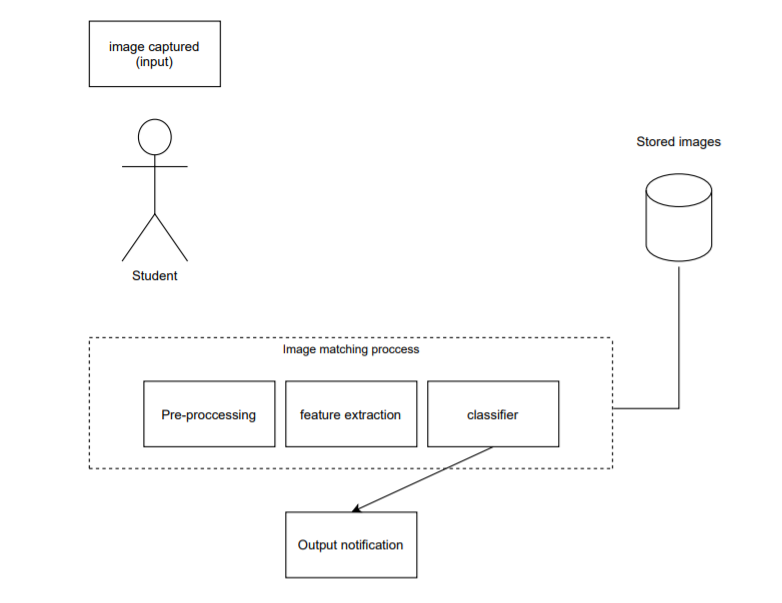 image captured
(input)
Stored images
Student
Image matching proccess
Pre-proccessing
feature extraction
classifier
Output notification